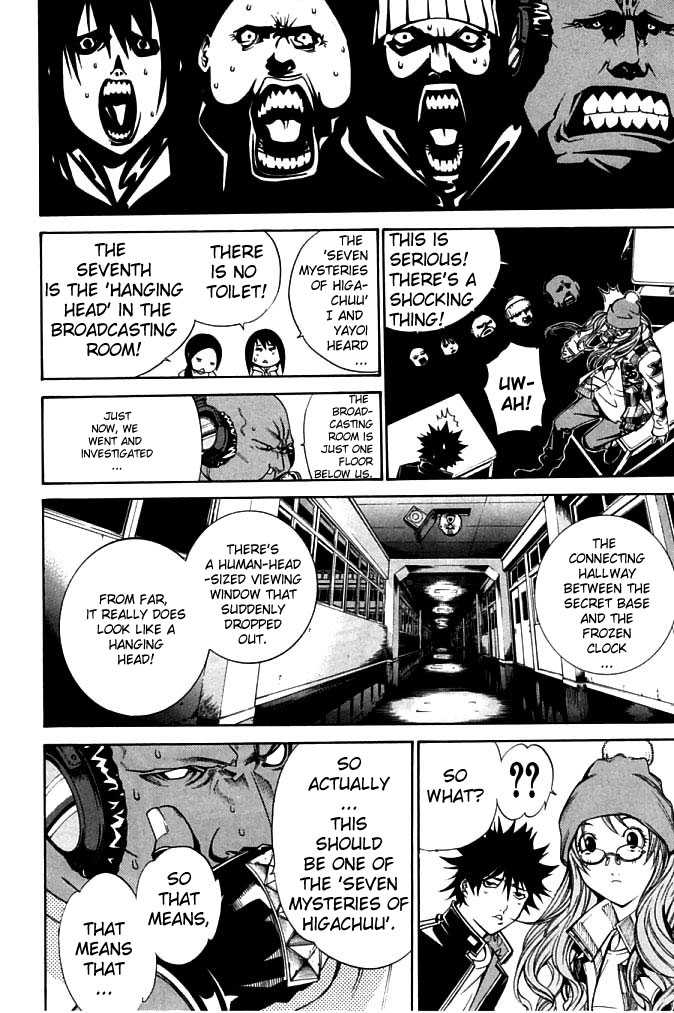 THIS IS
SERIOUS!
THERE'S A
SHOCKING
THING!
UW-
AH!
THE
'SEVEN
MYSTERIES
OF HIGA-
CHUU'
I AND
YAYOI
HEARD
...
THERE
IS NO
TOILET!
THE
SEVENTH
IS THE 'HANGING
HEAD' IN THE
BROADCASTING
ROOM!
THE
BROAD-
CASTING
ROOM IS
JUST ONE
FLOOR
BELOW US.
JUST
NOW, WE
WENT AND
INVESTIGATED
...
THE
CONNECTING
HALLWAY
BETWEEN THE
SECRET BASE
AND THE
FROZEN
CLOCK ...
THERE'S
A HUMAN-HEAD
-SIZED VIEWING
WINDOW THAT
SUDDENLY
DROPPED
OUT.
FROM FAR,
IT REALLY DOES
LOOK LIKE A
HANGING
HEAD!
??
SO
WHAT?
SO
ACTUALLY
...
THIS
SHOULD
BE ONE OF
THE 'SEVEN
MYSTERIES OF
HIGACHUU'.
SO
THAT
MEANS,
THAT
MEANS
THAT
...